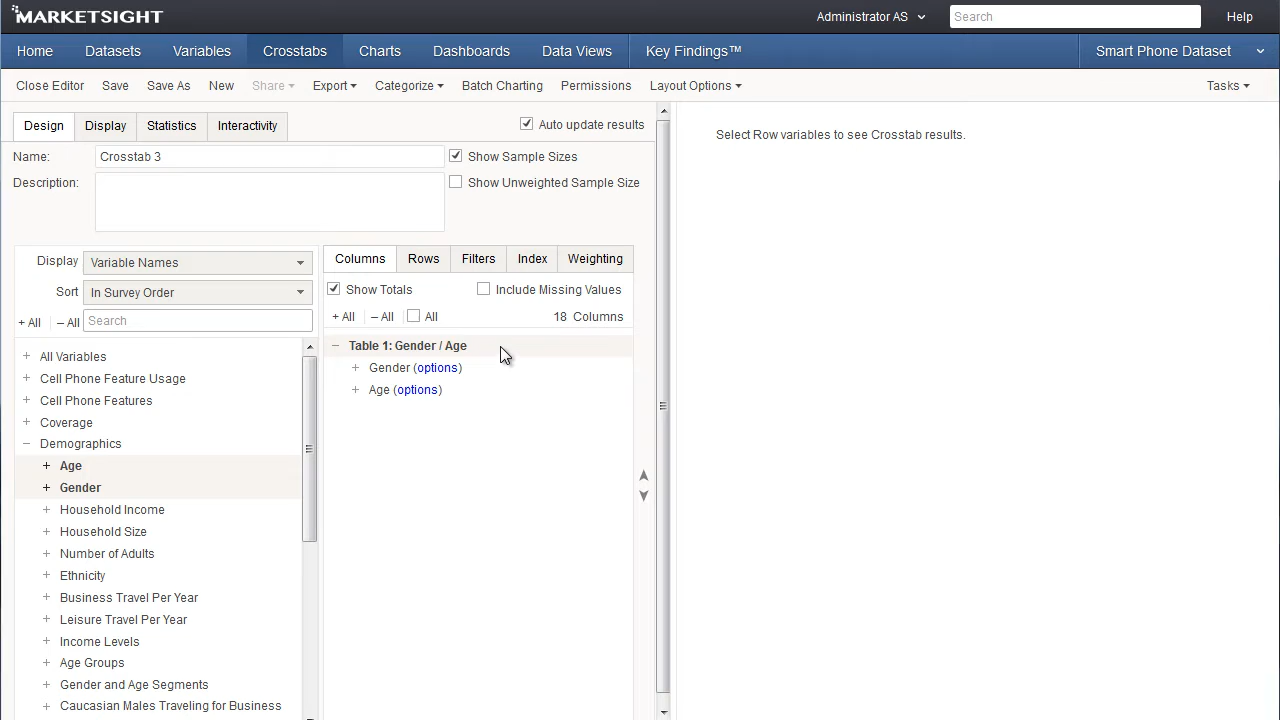 MARKETSIGHT
Administrator AS
Search
Help
Home
Datasets
Variables
Crosstabs
Charts
Dashboards
Data Views
Key Findings™
Smart Phone Dataset
Close Editor
Save
Save As
New
Share
Export
Categorize
Batch Charting
Permissions
Layout Options
Tasks
Design
Display
Statistics
Interactivity
Auto update results
Select Row variables to see Crosstab results.
Name:
Crosstab 3
Show Sample Sizes
Description:
Show Unweighted Sample Size
Display
Variable Names
Sort
In Survey Order
+ All
– All
Search
Columns
Rows
Filters
Index
Weighting
Show Totals
Include Missing Values
+ All
– All
All
18 Columns
All Variables
Cell Phone Feature Usage
Cell Phone Features
Coverage
Demographics
Age
Gender
Household Income
Household Size
Number of Adults
Ethnicity
Business Travel Per Year
Leisure Travel Per Year
Income Levels
Age Groups
Gender and Age Segments
Caucasian Males Traveling for Business
Table 1: Gender / Age
Gender (options)
Age (options)